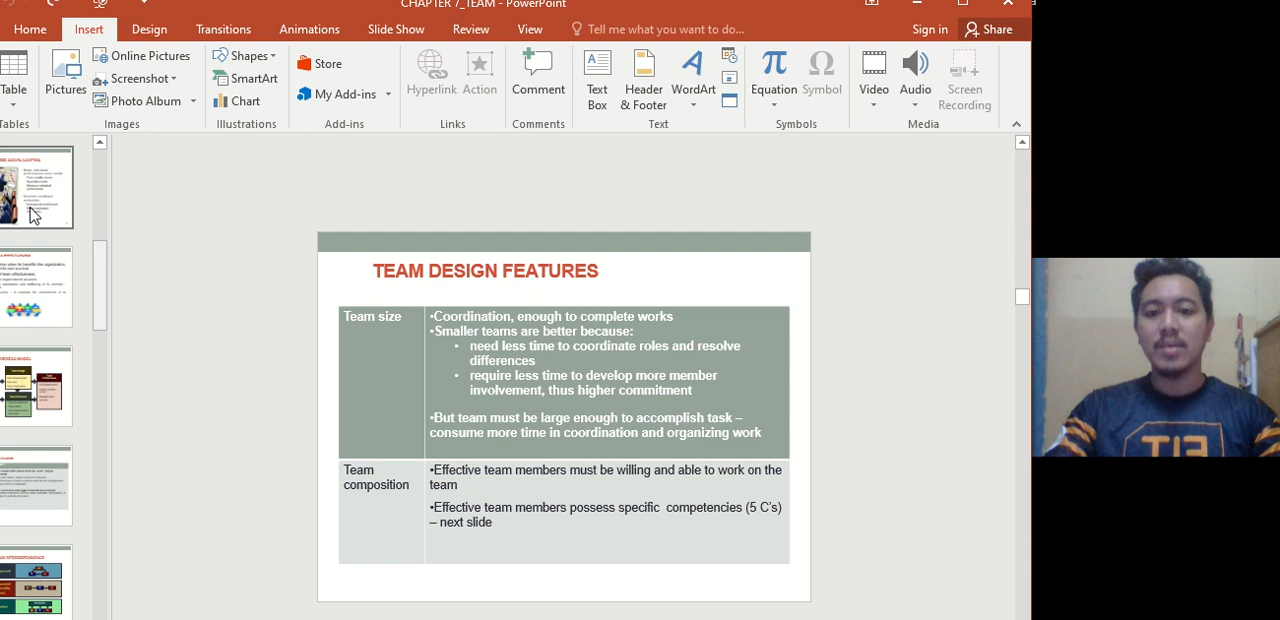 CHAPTER 7_TEAM - PowerPoint
Home Insert Design Transitions Animations Slide Show Review View Tell me what you want to do... Sign in Share
Table
Pictures
Online Pictures
Screenshot
Photo Album
Shapes
SmartArt
Chart
Store
My Add-ins
Hyperlink
Action
Comment
Text
Box
Header
& Footer
WordArt
Equation
Symbol
Video
Audio
Screen
Recording
Tables Images Illustrations Add-ins Links Comments Text Symbols Media
TEAM DESIGN FEATURES
Team size
•Coordination, enough to complete works
•Smaller teams are better because:
• need less time to coordinate roles and resolve
differences
• require less time to develop more member
involvement, thus higher commitment
•But team must be large enough to accomplish task –
consume more time in coordination and organizing work
Team
composition
•Effective team members must be willing and able to work on the
team
•Effective team members possess specific competencies (5 C's)
– next slide